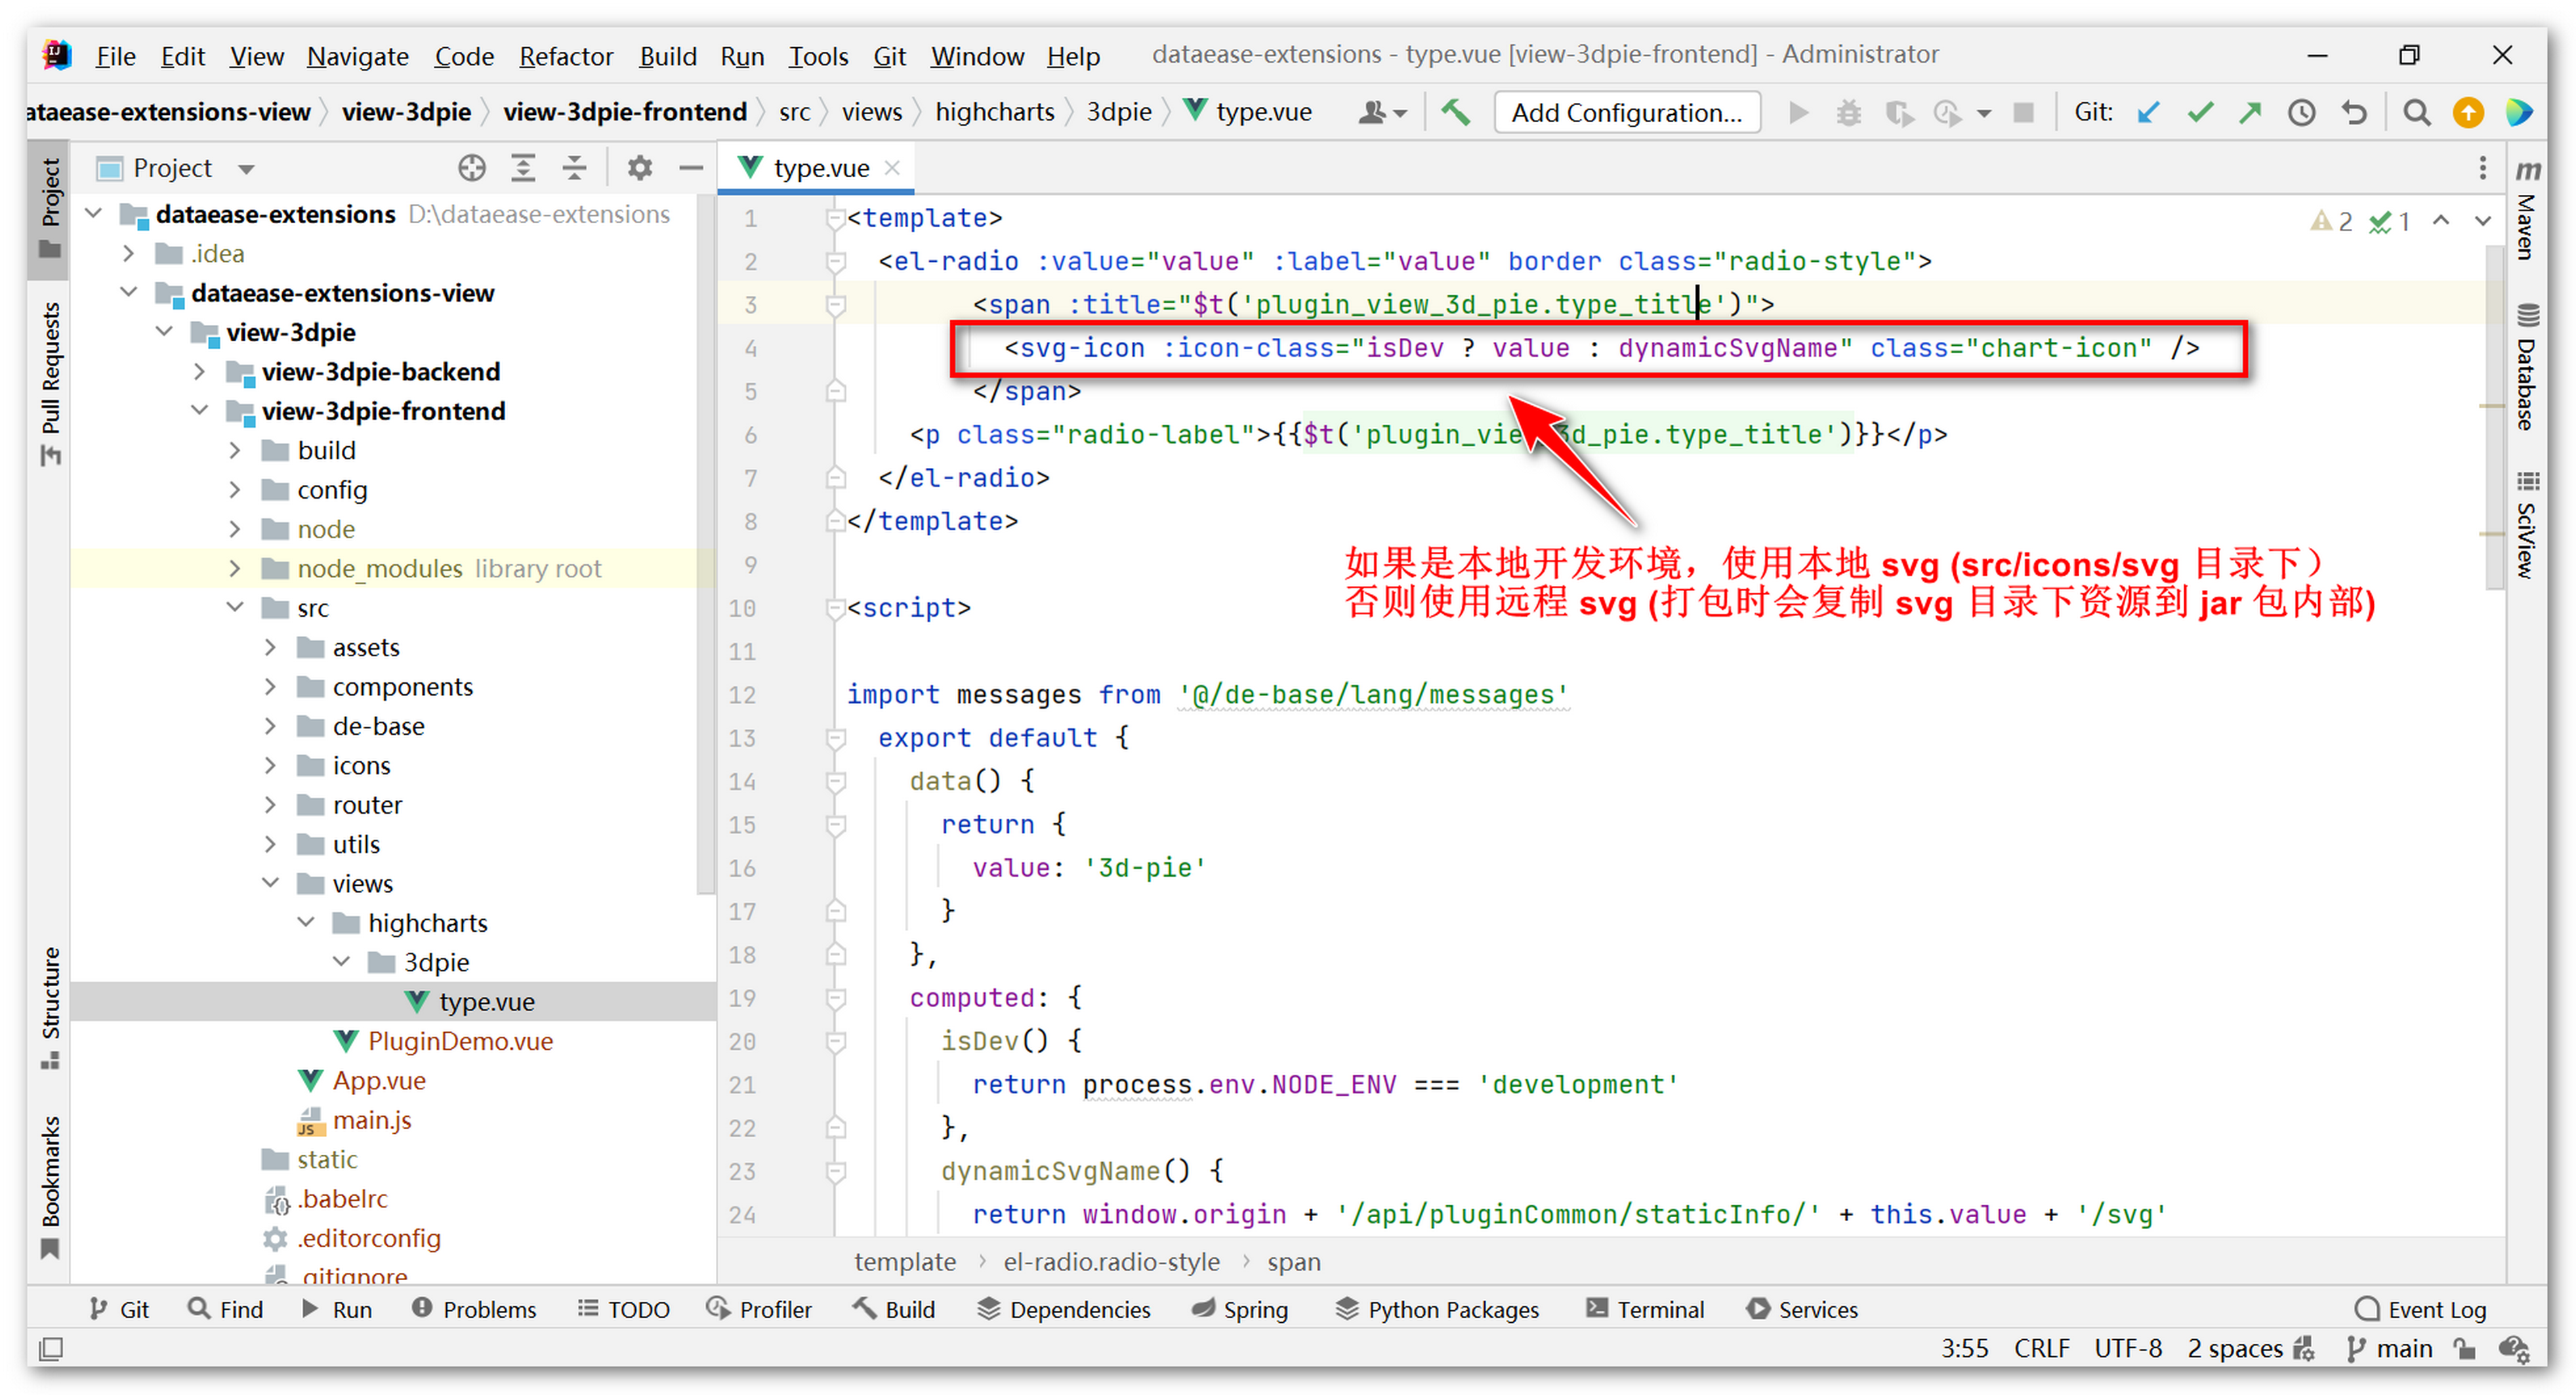 File Edit View Navigate Code Refactor Build Run Tools Git Window Help dataease-extensions - type.vue [view-3dpie-frontend] - Administrator
ataease-extensions-view view-3dpie view-3dpie-frontend src views highcharts 3dpie type.vue Add Configuration... Git:
Project
Project
Pull Requests
Structure
Bookmarks
dataease-extensions D:\dataease-extensions
.idea
dataease-extensions-view
view-3dpie
view-3dpie-backend
view-3dpie-frontend
build
config
node
node_modules library root
src
assets
components
de-base
icons
router
utils
views
highcharts
3dpie
type.vue
PluginDemo.vue
App.vue
main.js
static
.babelrc
.editorconfig
.gitignore
type.vue
2 1
1 <template>
2 <el-radio :value="value" :label="value" border class="radio-style">
3 <span :title="$t('plugin_view_3d_pie.type_title')">
4 <svg-icon :icon-class="isDev ? value : dynamicSvgName" class="chart-icon" />
5 </span>
6 <p class="radio-label">{{$t('plugin_view_3d_pie.type_title')}}</p>
7 </el-radio>
8 </template>
9
如果是本地开发环境，使用本地 svg (src/icons/svg 目录下）
否则使用远程 svg (打包时会复制 svg 目录下资源到 jar 包内部)
10 <script>
11
12 import messages from '@/de-base/lang/messages'
13 export default {
14 data() {
15 return {
16 value: '3d-pie'
17 }
18 },
19 computed: {
20 isDev() {
21 return process.env.NODE_ENV === 'development'
22 },
23 dynamicSvgName() {
24 return window.origin + '/api/pluginCommon/staticInfo/' + this.value + '/svg'
template el-radio.radio-style span
m Maven
Database
SciView
Git Find Run Problems TODO Profiler Build Dependencies Spring Python Packages Terminal Services Event Log
3:55 CRLF UTF-8 2 spaces main